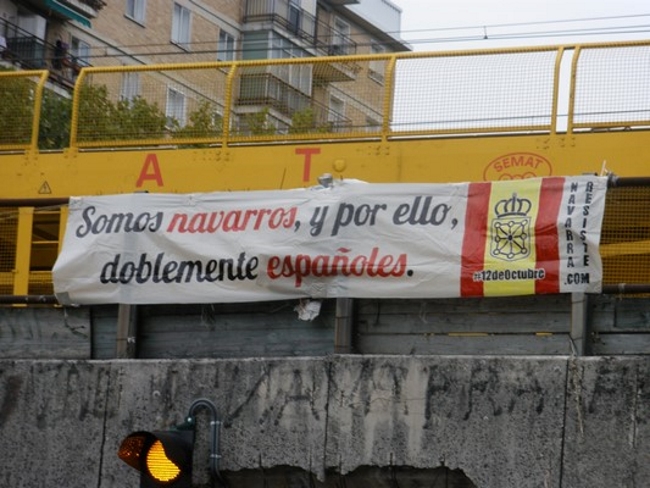 SEMAT
A T
Somos navarros, y por ello,
doblemente españoles.
#12deOctubre
NAVARRA
RESISTE
.COM